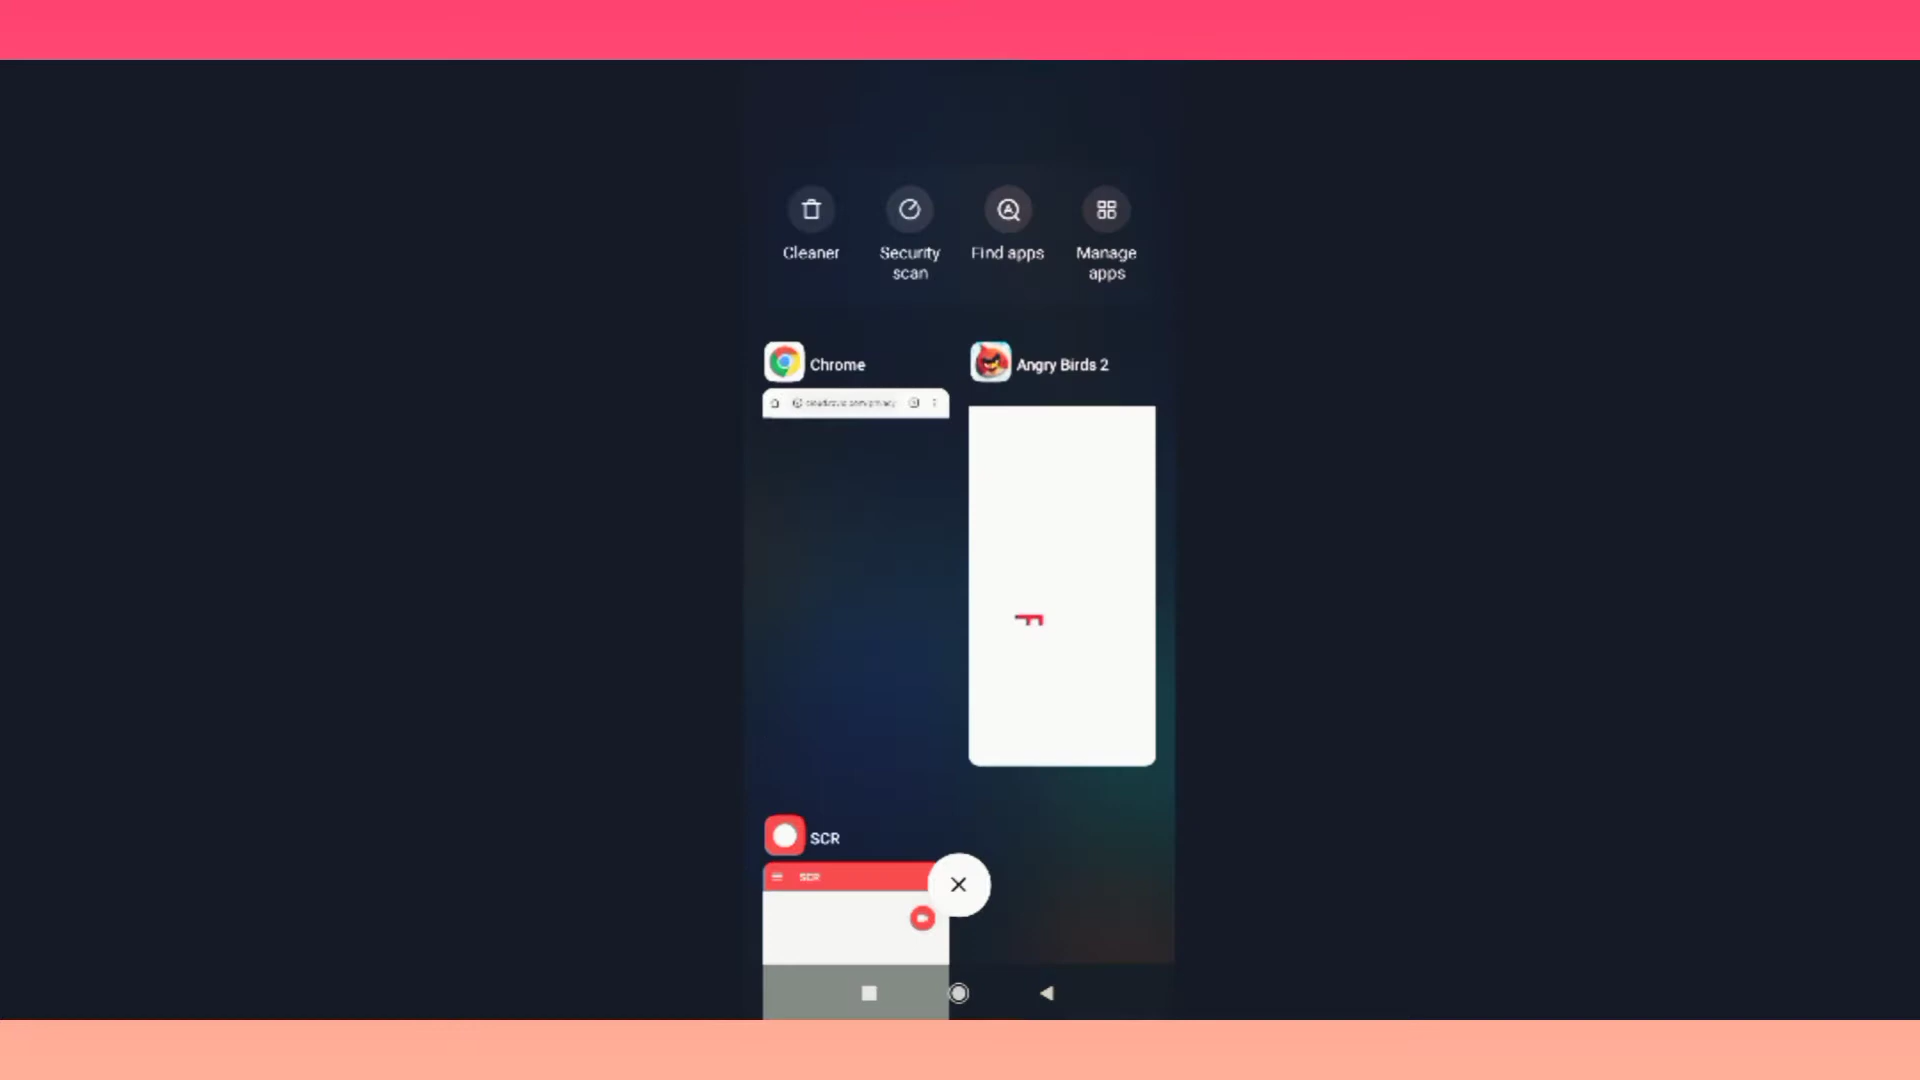 Cleaner
Security
scan
Find apps
Manage
apps
Chrome
Angry Birds 2
SCR
SCR